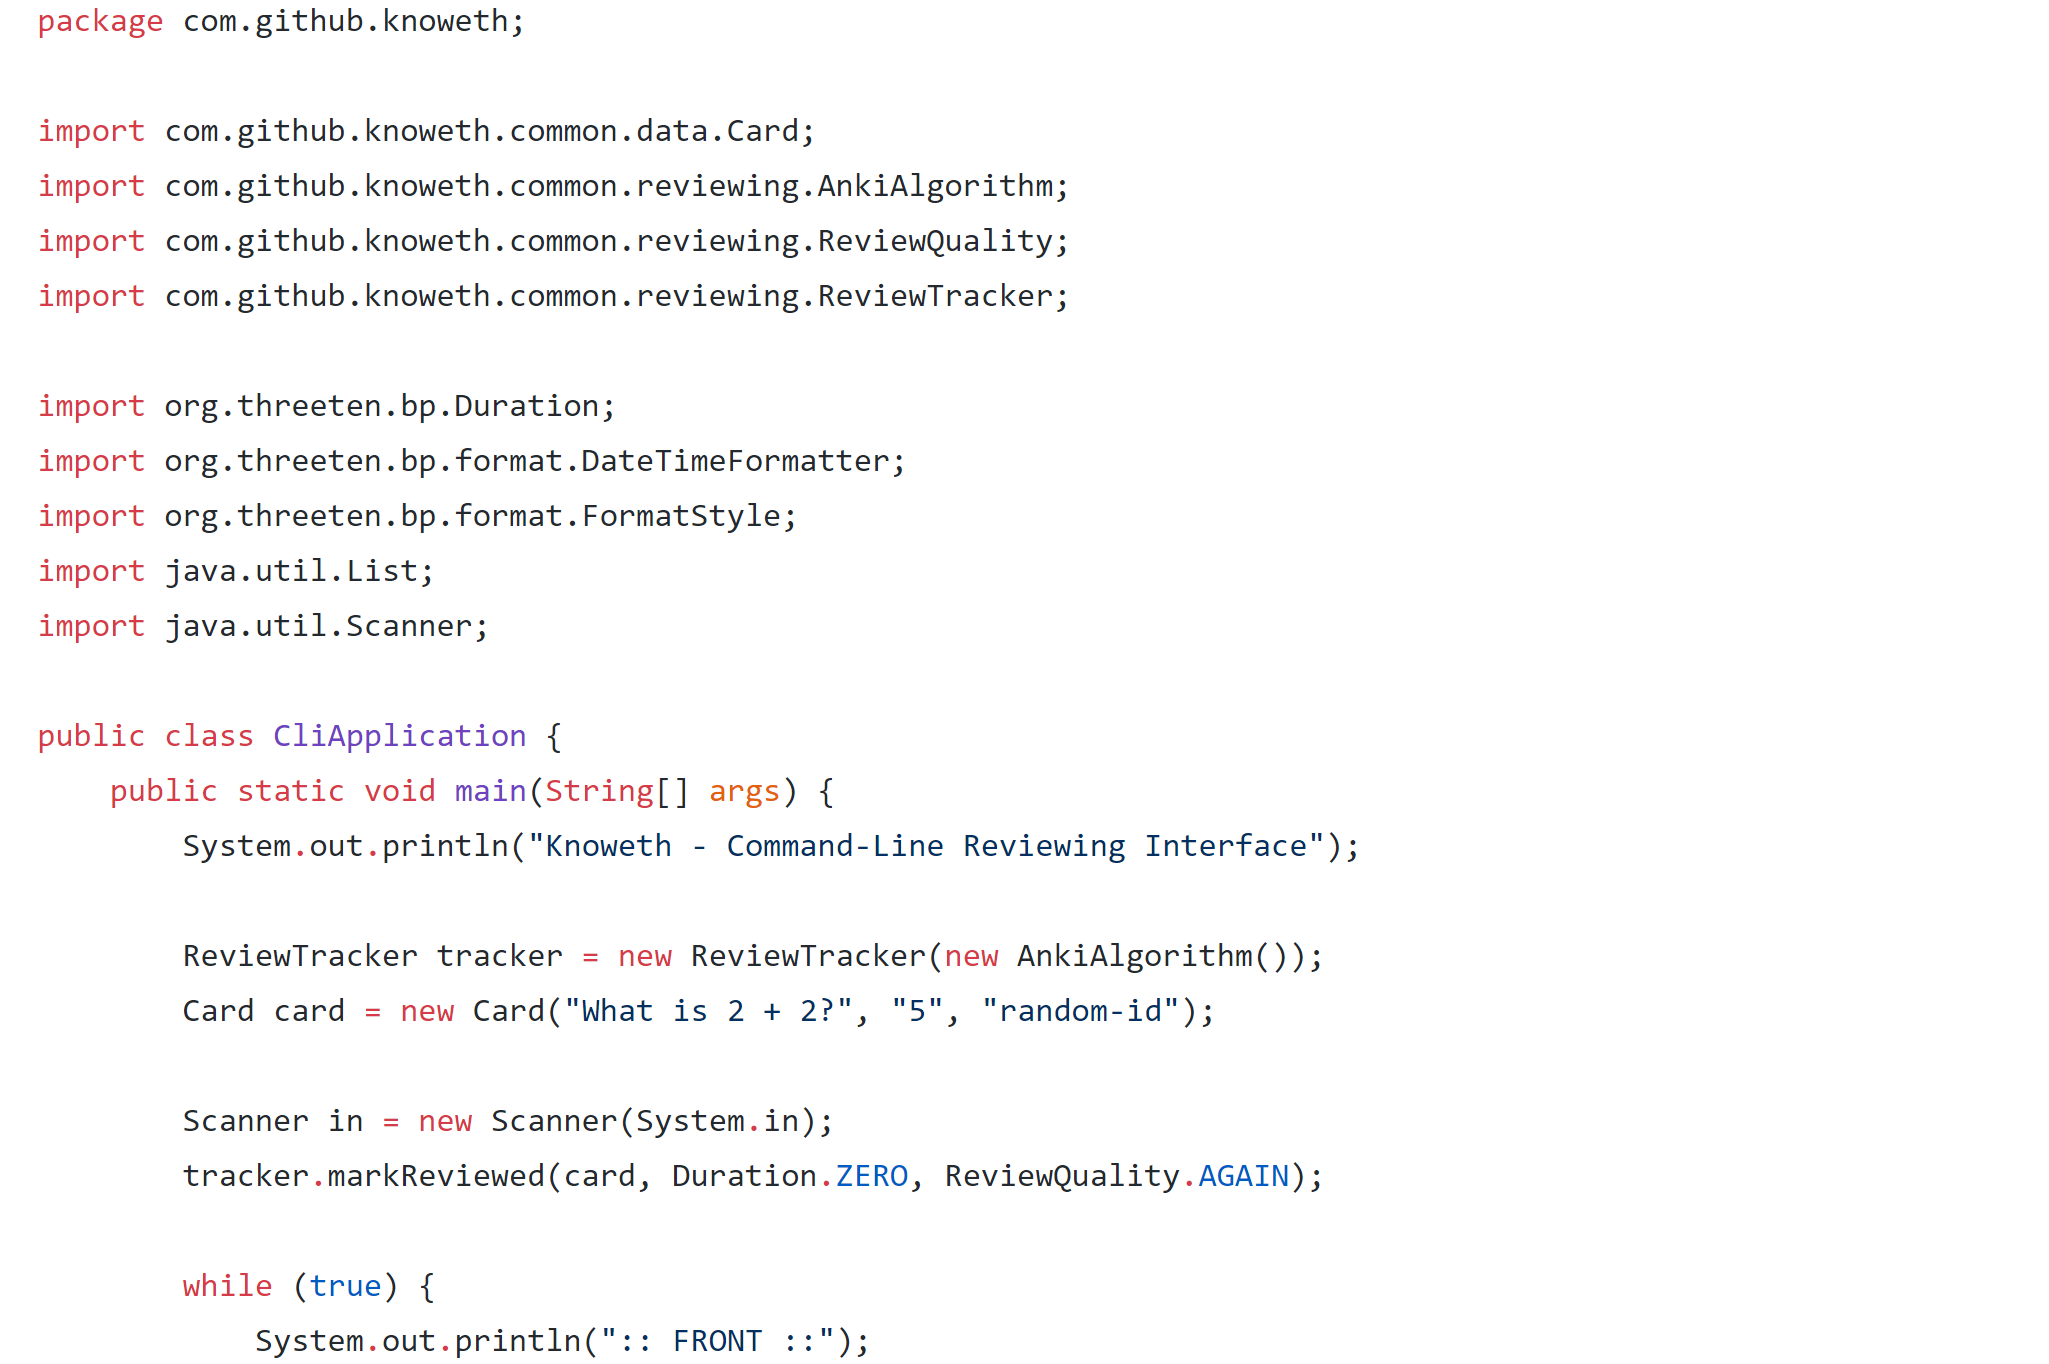 package com.github.knoweth;

import com.github.knoweth.common.data.Card;
import com.github.knoweth.common.reviewing.AnkiAlgorithm;
import com.github.knoweth.common.reviewing.ReviewQuality;
import com.github.knoweth.common.reviewing.ReviewTracker;

import org.threeten.bp.Duration;
import org.threeten.bp.format.DateTimeFormatter;
import org.threeten.bp.format.FormatStyle;
import java.util.List;
import java.util.Scanner;

public class CliApplication {
    public static void main(String[] args) {
        System.out.println("Knoweth - Command-Line Reviewing Interface");

        ReviewTracker tracker = new ReviewTracker(new AnkiAlgorithm());
        Card card = new Card("What is 2 + 2?", "5", "random-id");

        Scanner in = new Scanner(System.in);
        tracker.markReviewed(card, Duration.ZERO, ReviewQuality.AGAIN);

        while (true) {
            System.out.println(":: FRONT ::");